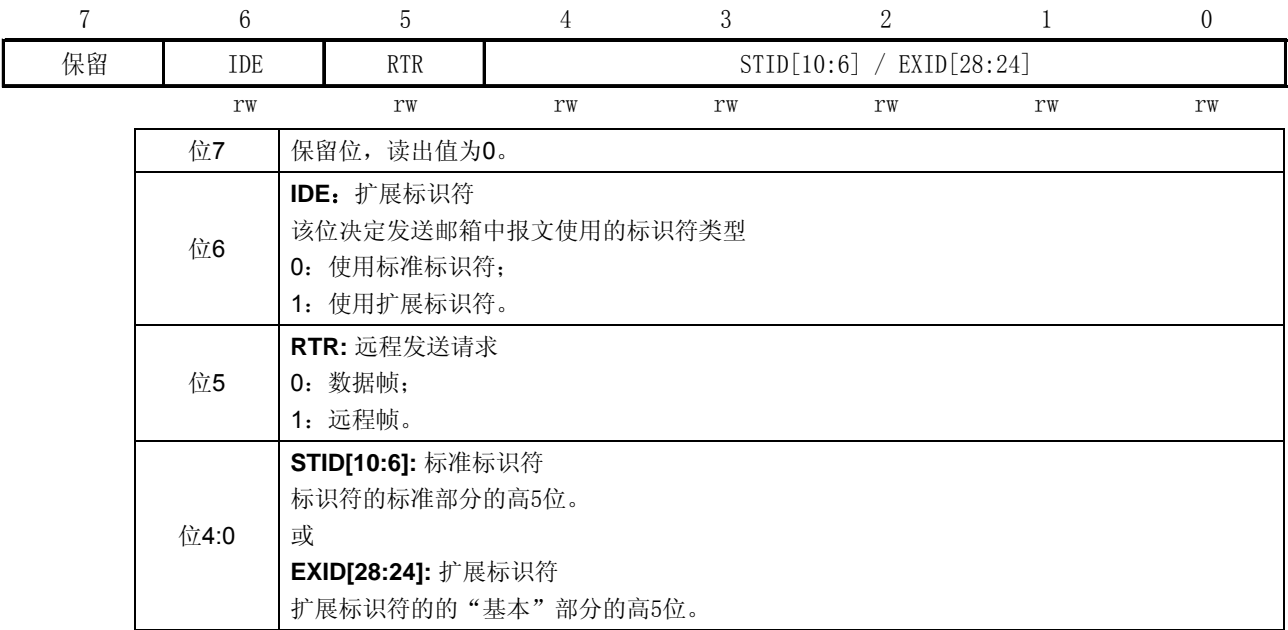 7 6 5 4 3 2 1 0
保留 IDE RTR STID[10:6] / EXID[28:24]
rw rw rw rw rw rw rw
位7 保留位，读出值为0。
IDE：扩展标识符
该位决定发送邮箱中报文使用的标识符类型
位6
0：使用标准标识符；
1：使用扩展标识符。
RTR: 远程发送请求
位5 0：数据帧；
1：远程帧。
STID[10:6]: 标准标识符
标识符的标准部分的高5位。
位4:0 或
EXID[28:24]: 扩展标识符
扩展标识符的的“基本”部分的高5位。